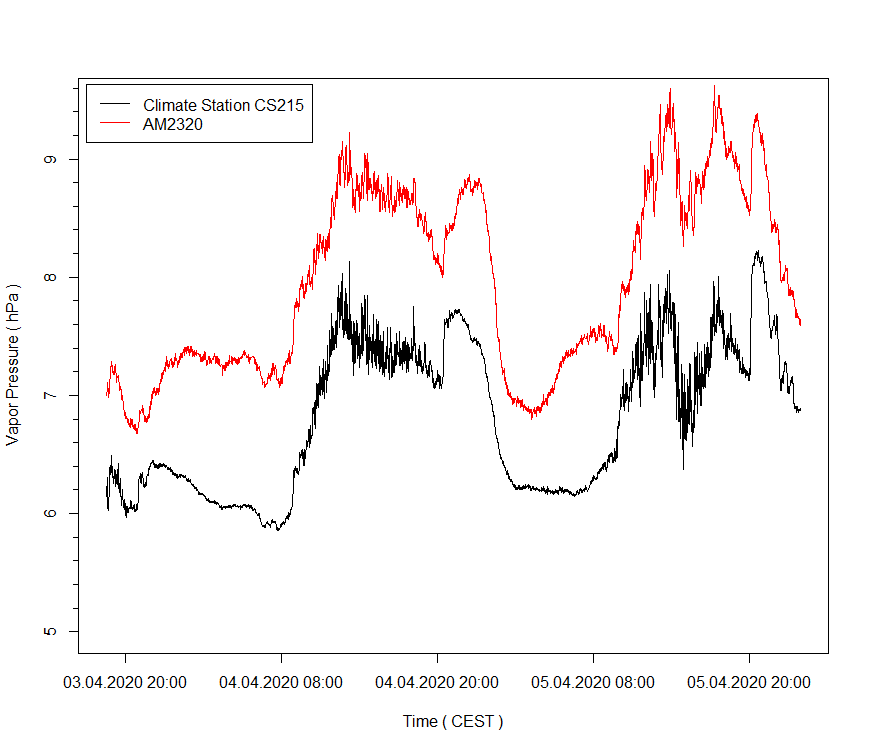 Climate Station CS215
AM2320
Vapor Pressure ( hPa )
9
8
7
6
5
03.04.2020 20:00
04.04.2020 08:00
04.04.2020 20:00
05.04.2020 08:00
05.04.2020 20:00
Time ( CEST )